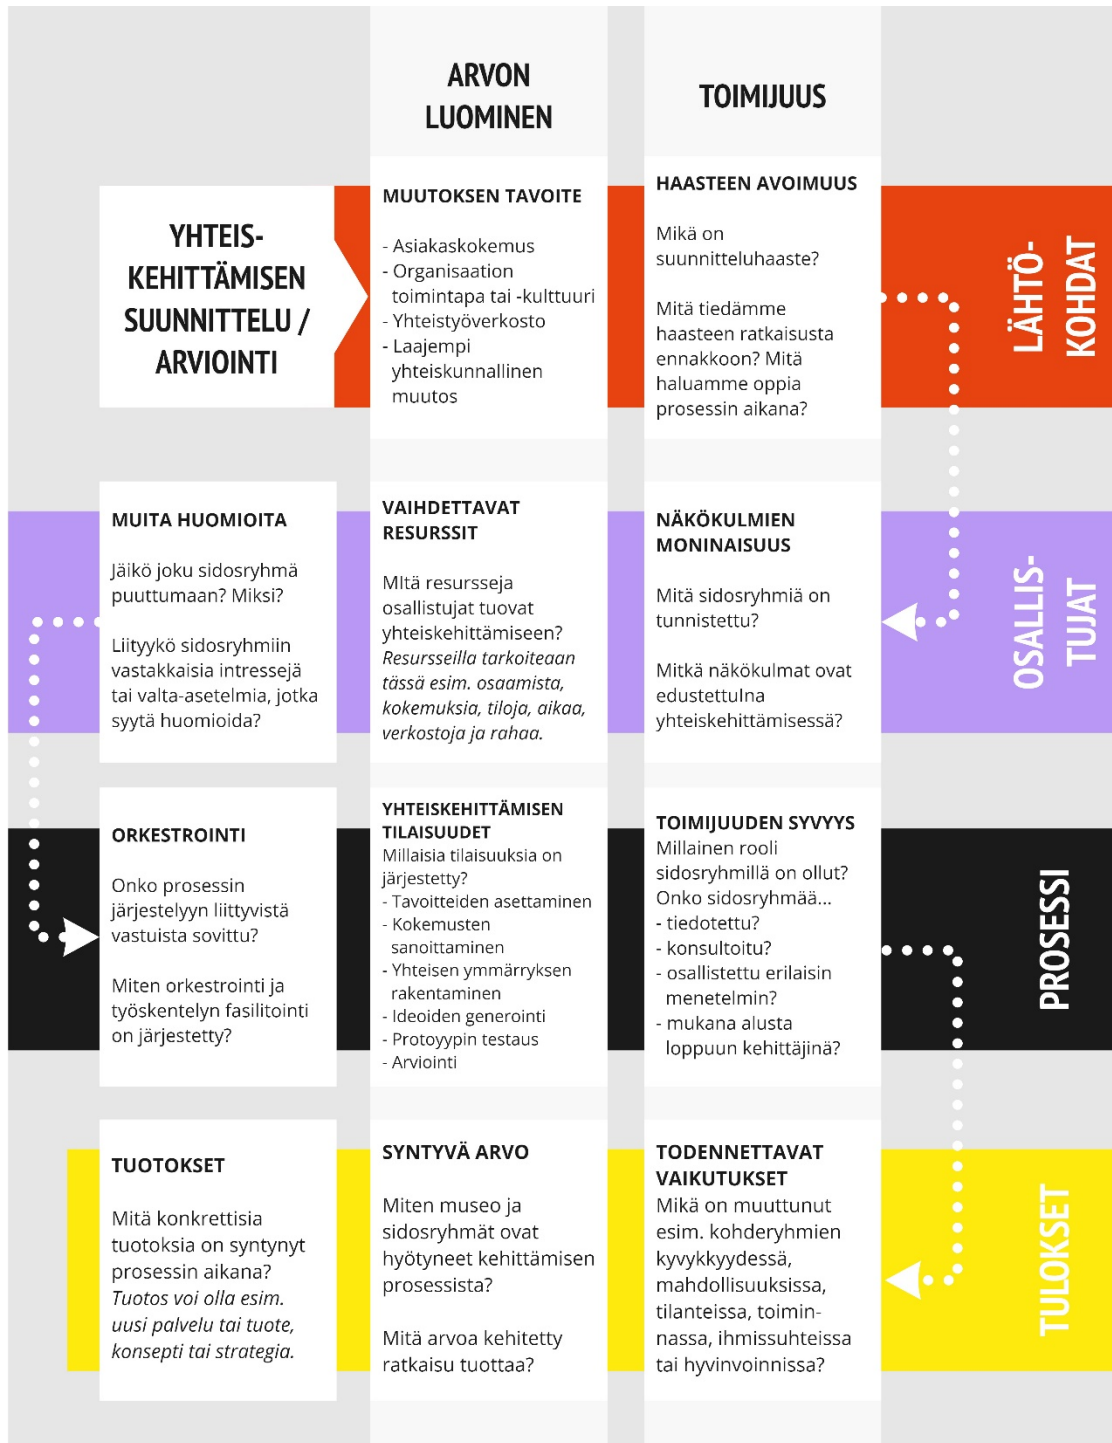 ARVON
LUOMINEN
TOIMIJUUS
YHTEIS-
KEHITTÄMISEN
SUUNNITTELU /
ARVIOINTI
MUUTOKSEN TAVOITE
- Asiakaskokemus
- Organisaation
toimintapa tai -kulttuuri
- Yhteistyöverkosto
- Laajempi
yhteiskunnallinen
muutos
HAASTEEN AVOIMUUS
Mikä on
suunnitteluhaaste?
Mitä tiedämme
haasteen ratkaisusta
ennakkoon? Mitä
haluamme oppia
prosessin aikana?
LÄHTÖ-
KOHDAT
MUITA HUOMIOITA
Jäikö joku sidosryhmä
puuttumaan? Miksi?
Liityykö sidosryhmiin
vastakkaisia intressejä
tai valta-asetelmia, jotka
syytä huomioida?
VAIHDETTAVAT
RESURSSIT
MItä resursseja
osallistujat tuovat
yhteiskehittämiseen?
Resursseilla tarkoiteaan
tässä esim. osaamista,
kokemuksia, tiloja, aikaa,
verkostoja ja rahaa.
NÄKÖKULMIEN
MONINAISUUS
Mitä sidosryhmiä on
tunnistettu?
Mitkä näkökulmat ovat
edustettulna
yhteiskehittämisessä?
OSALLIS-
TUJAT
ORKESTROINTI
Onko prosessin
järjestelyyn liittyvistä
vastuista sovittu?
Miten orkestrointi ja
työskentelyn fasilitointi
on järjestetty?
YHTEISKEHITTÄMISEN
TILAISUUDET
Millaisia tilaisuuksia on
järjestetty?
- Tavoitteiden asettaminen
- Kokemusten
sanoittaminen
- Yhteisen ymmärryksen
rakentaminen
- Ideoiden generointi
- Protoyypin testaus
- Arviointi
TOIMIJUUDEN SYVYYS
Millainen rooli
sidosryhmillä on ollut?
Onko sidosryhmää...
- tiedotettu?
- konsultoitu?
- osallistettu erilaisin
menetelmin?
- mukana alusta
loppuun kehittäjinä?
PROSESSI
TUOTOKSET
Mitä konkrettisia
tuotoksia on syntynyt
prosessin aikana?
Tuotos voi olla esim.
uusi palvelu tai tuote,
konsepti tai strategia.
SYNTYVÄ ARVO
Miten museo ja
sidosryhmät ovat
hyötyneet kehittämisen
prosessista?
Mitä arvoa kehitetty
ratkaisu tuottaa?
TODENNETTAVAT
VAIKUTUKSET
Mikä on muuttunut
esim. kohderyhmien
kyvykkyydessä,
mahdollisuuksissa,
tilanteissa, toimin-
nassa, ihmissuhteissa
tai hyvinvoinnissa?
TULOKSET